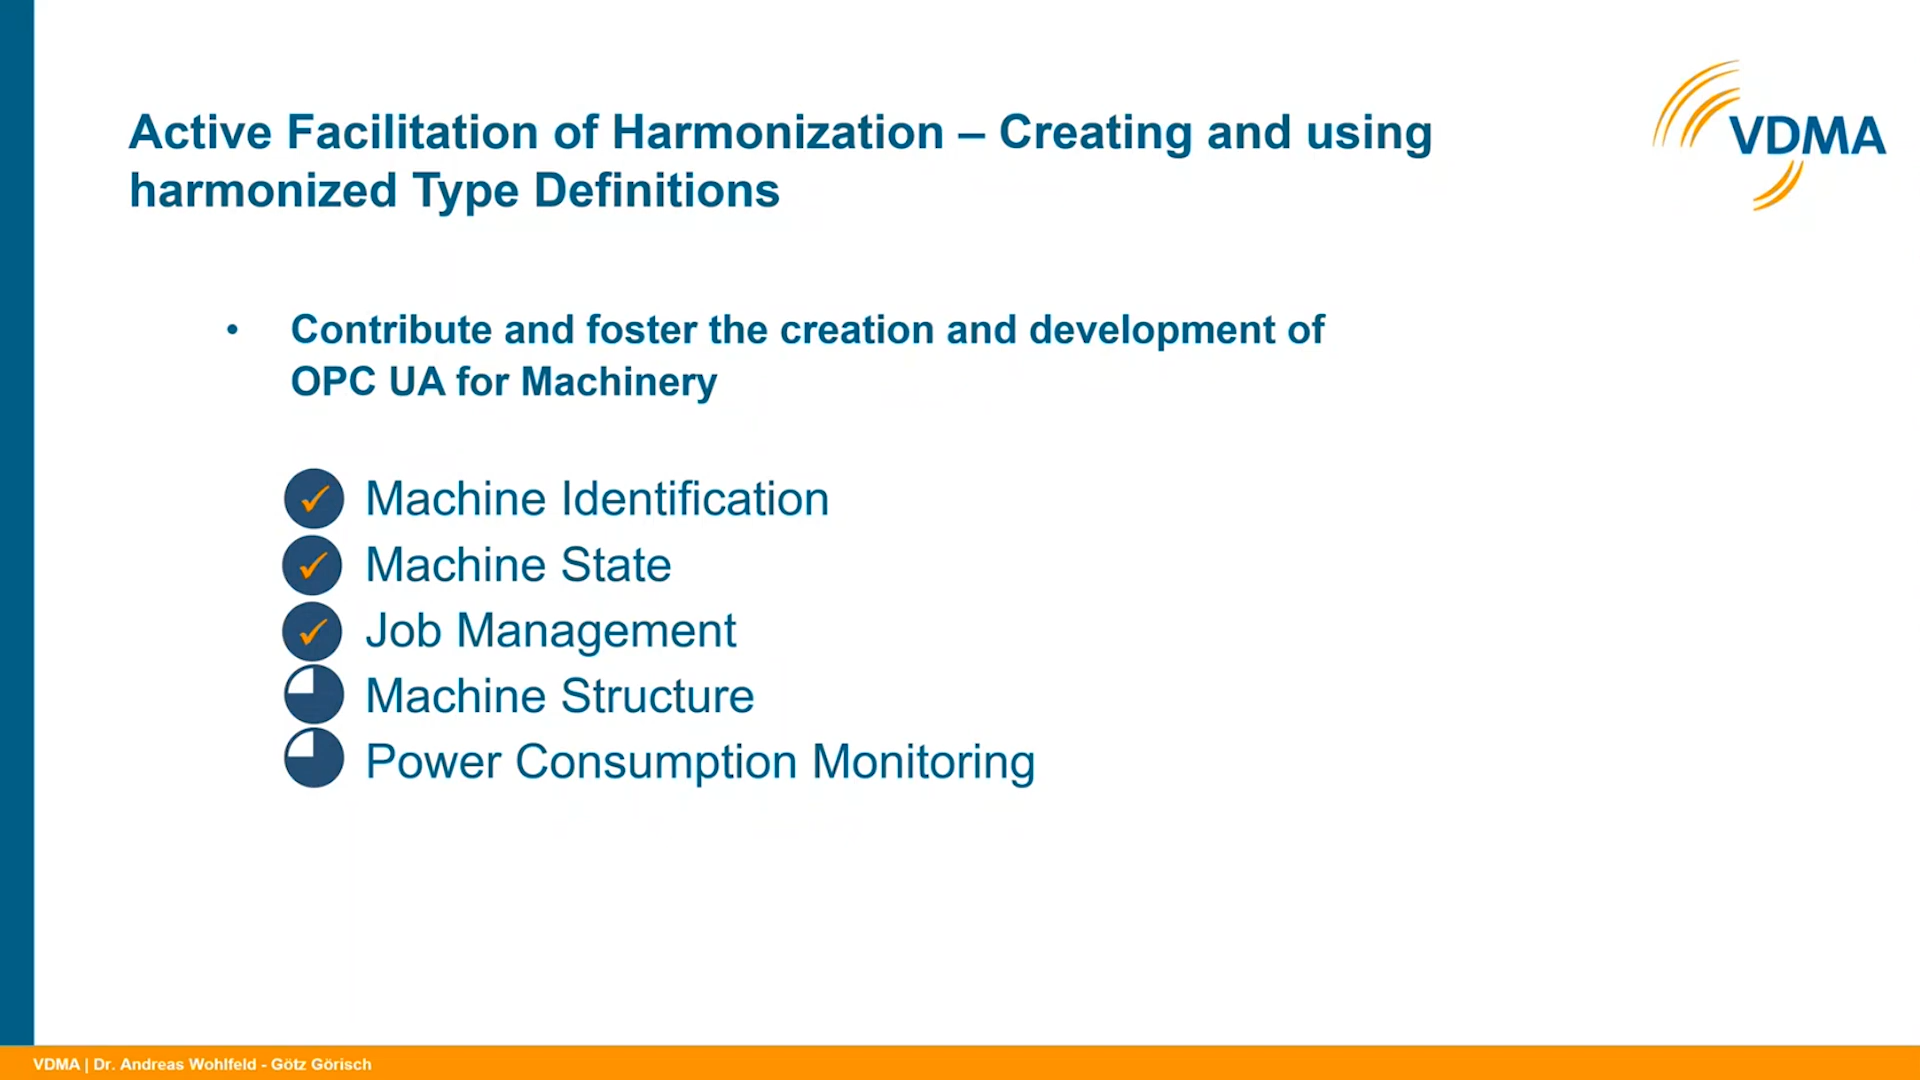 Active Facilitation of Harmonization – Creating and using
harmonized Type Definitions
VDMA
• Contribute and foster the creation and development of
OPC UA for Machinery
✓ Machine Identification
✓ Machine State
✓ Job Management
Machine Structure
Power Consumption Monitoring
VDMA | Dr. Andreas Wohlfeld - Götz Görisch